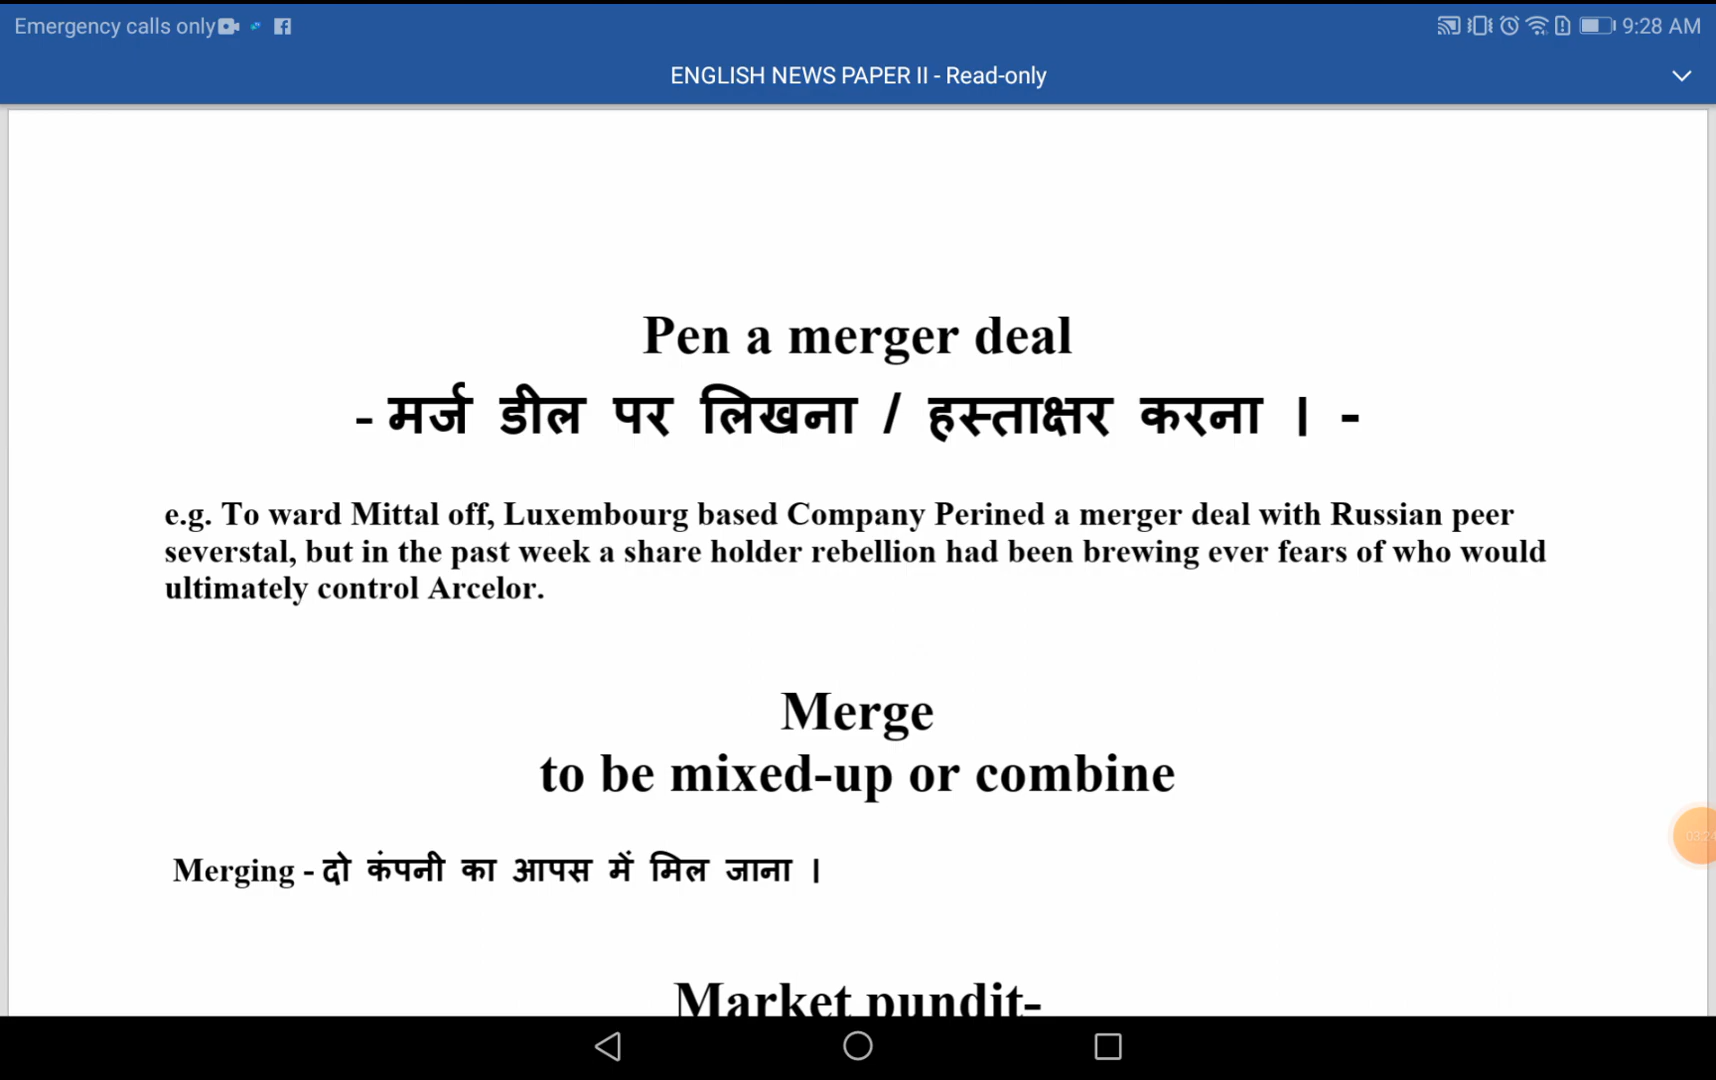 Emergency calls only
9:28 AM
ENGLISH NEWS PAPER II - Read-only
Pen a merger deal
- मर्ज डील पर लिखना / हस्ताक्षर करना । -
e.g. To ward Mittal off, Luxembourg based Company Perined a merger deal with Russian peer
severstal, but in the past week a share holder rebellion had been brewing ever fears of who would
ultimately control Arcelor.
Merge
to be mixed-up or combine
Merging - दो कंपनी का आपस में मिल जाना ।
03:24
Market pundit-